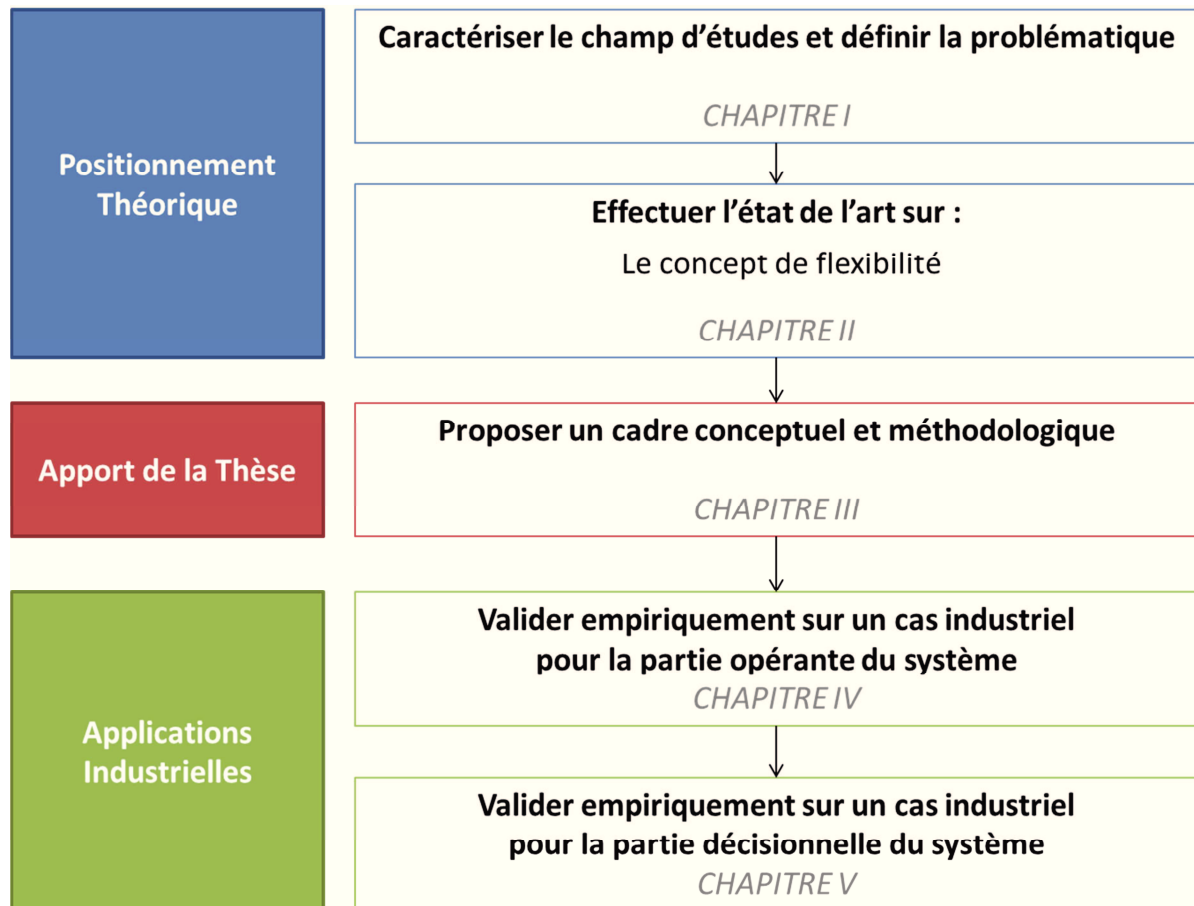 Positionnement
Théorique
Caractériser le champ d'études et définir la problématique
CHAPITRE I
Effectuer l'état de l'art sur :
Le concept de flexibilité
CHAPITRE II
Apport de la Thèse
Proposer un cadre conceptuel et méthodologique
CHAPITRE III
Applications
Industrielles
Valider empiriquement sur un cas industriel
pour la partie opérante du système
CHAPITRE IV
Valider empiriquement sur un cas industriel
pour la partie décisionnelle du système
CHAPITRE V